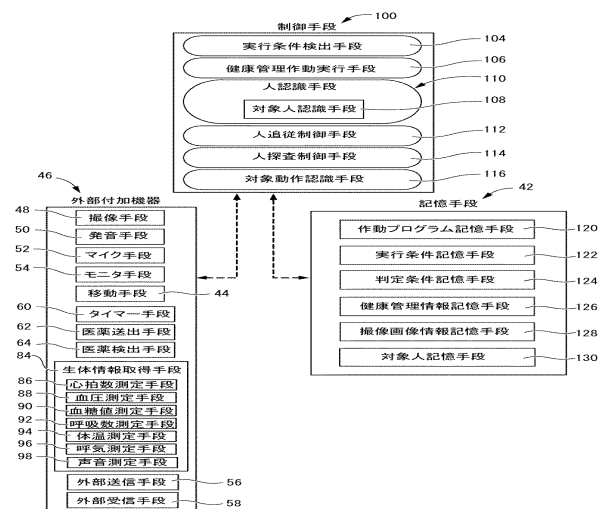 制御手段 100
実行条件検出手段 104
健康管理作動実行手段 106
人認識手段 110
対象人認識手段 108
人追従制御手段 112
人探査制御手段 114
対象動作認識手段 116
46
外部付加機器
48 撮像手段
50 発音手段
52 マイク手段
54 モニタ手段
移動手段 44
60 タイマー手段
62 医薬送出手段
64 医薬検出手段
84 生体情報取得手段
86 心拍数測定手段
88 血圧測定手段
90 血糖値測定手段
92 呼吸数測定手段
94 体温測定手段
96 呼気測定手段
98 声音測定手段
外部送信手段 56
外部受信手段 58
記憶手段 42
作動プログラム記憶手段 120
実行条件記憶手段 122
判定条件記憶手段 124
健康管理情報記憶手段 126
撮像画像情報記憶手段 128
対象人記憶手段 130